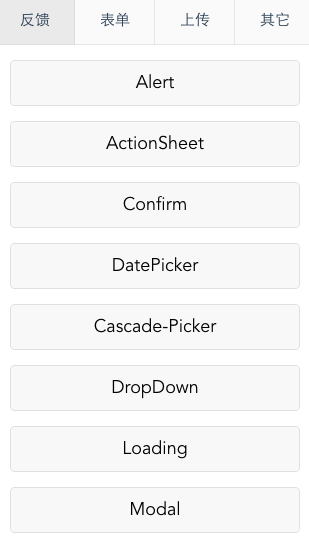 反馈 表单 上传 其它
Alert
ActionSheet
Confirm
DatePicker
Cascade-Picker
DropDown
Loading
Modal